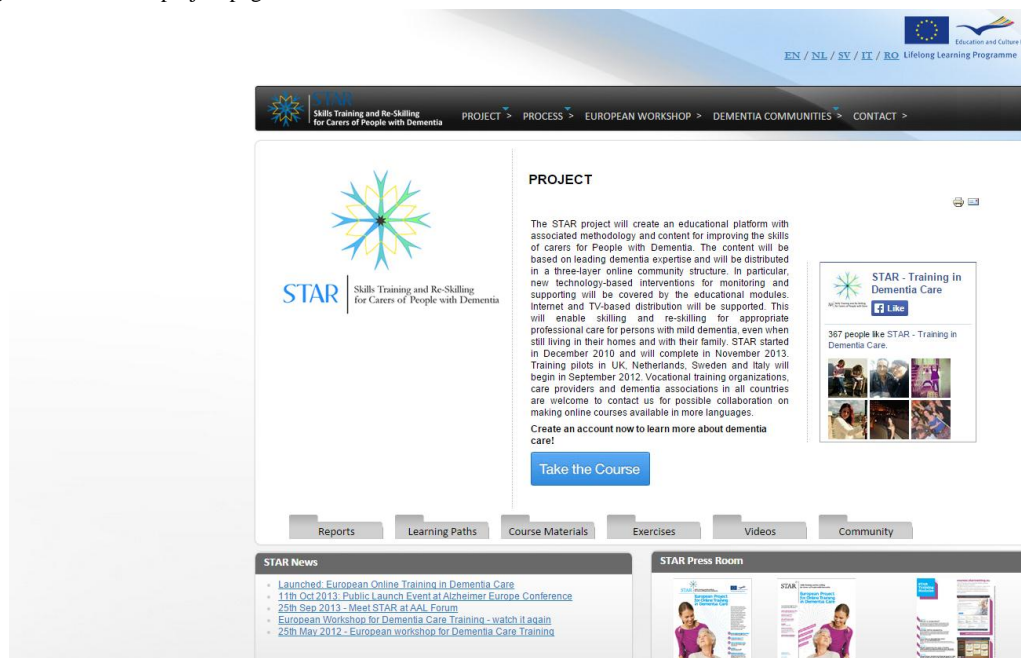 Education and Culture
EN / NL / SV / IT / RO Lifelong Learning Programme
STAR
Skills Training and Re-Skilling
for Carers of People with Dementia
PROJECT > PROCESS > EUROPEAN WORKSHOP > DEMENTIA COMMUNITIES > CONTACT >
STAR
Skills Training and Re-Skilling
for Carers of People with Dementia
PROJECT
The STAR project will create an educational platform with
associated methodology and content for improving the skills
of carers for People with Dementia. The content will be
based on leading dementia expertise and will be distributed
in a three-layer online community structure. In particular,
new technology-based interventions for monitoring and
supporting will be covered by the educational modules.
Internet and TV-based distribution will be supported. This
will enable skilling and re-skilling for appropriate
professional care for persons with mild dementia, even when
still living in their homes and with their family. STAR started
in December 2010 and will complete in November 2013.
Training pilots in UK, Netherlands, Sweden and Italy will
begin in September 2012. Vocational training organizations,
care providers and dementia associations in all countries
are welcome to contact us for possible collaboration on
making online courses available in more languages.
Create an account now to learn more about dementia
care!
Take the Course
STAR - Training in
Dementia Care
Like
367 people like STAR - Training in
Dementia Care.
Reports
Learning Paths
Course Materials
Exercises
Videos
Community
STAR News
Launched: European Online Training in Dementia Care
11th Oct 2013: Public Launch Event at Alzheimer Europe Conference
25th Sep 2013 - Meet STAR at AAL Forum
European Workshop for Dementia Care Training - watch it again
25th May 2012 - European workshop for Dementia Care Training
STAR Press Room
European Project
for Online Training
in Dementia Care
STAR
European Project
for Online Training
in Dementia Care